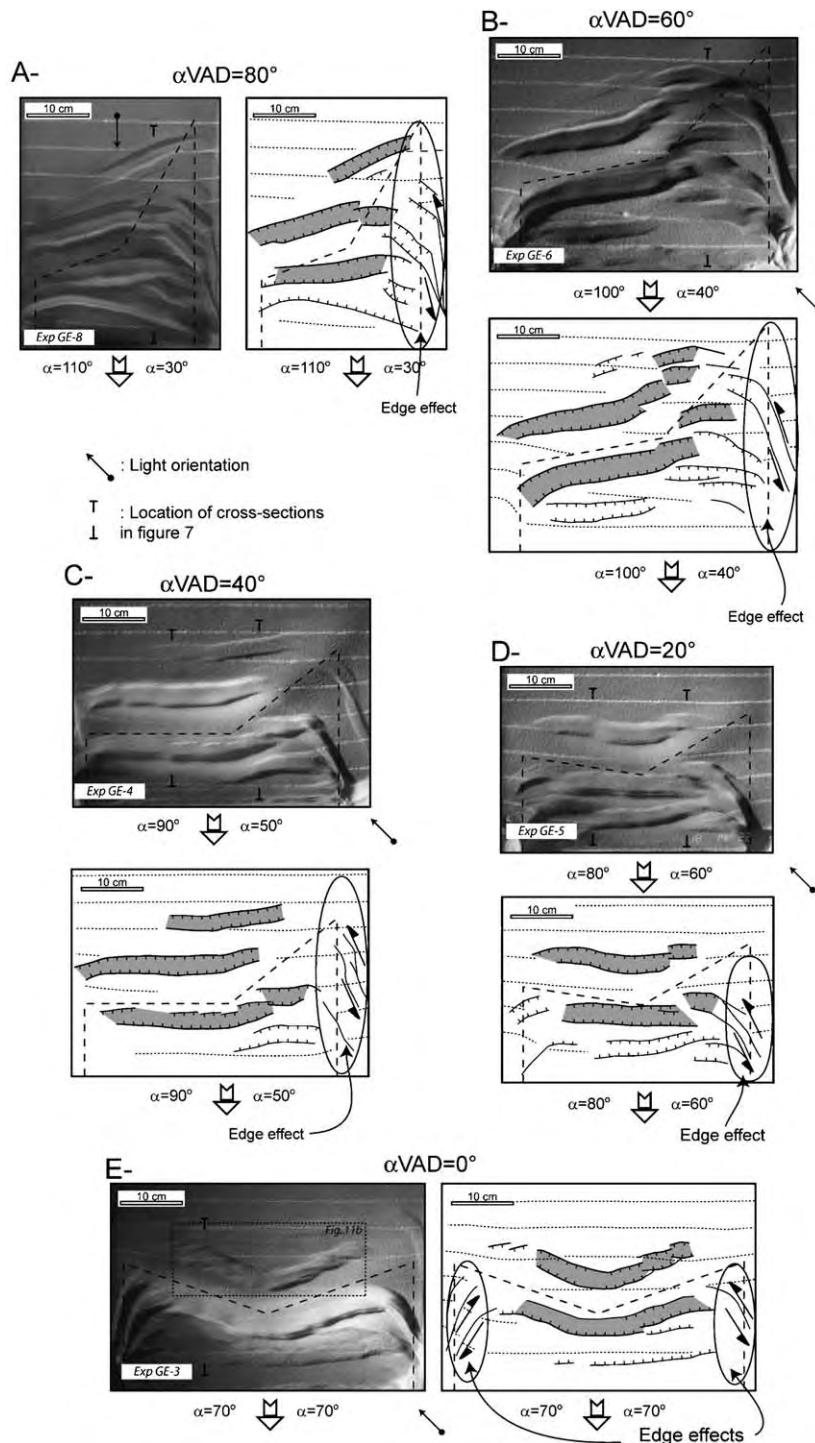 A-
αVAD=80°
10 cm
10 cm
Exp GE-8
α=110°
α=30°
α=110°
α=30°
Edge effect
: Light orientation
: Location of cross-sections
in figure 7
B-
αVAD=60°
10 cm
Exp GE-6
α=100°
α=40°
10 cm
α=100°
α=40°
Edge effect
C-
αVAD=40°
10 cm
Exp GE-4
α=90°
α=50°
10 cm
α=90°
α=50°
Edge effect
D-
αVAD=20°
10 cm
Exp GE-5
α=80°
α=60°
10 cm
α=80°
α=60°
Edge effect
E-
αVAD=0°
10 cm
Fig.11b
10 cm
Exp GE-3
α=70°
α=70°
α=70°
α=70°
Edge effects